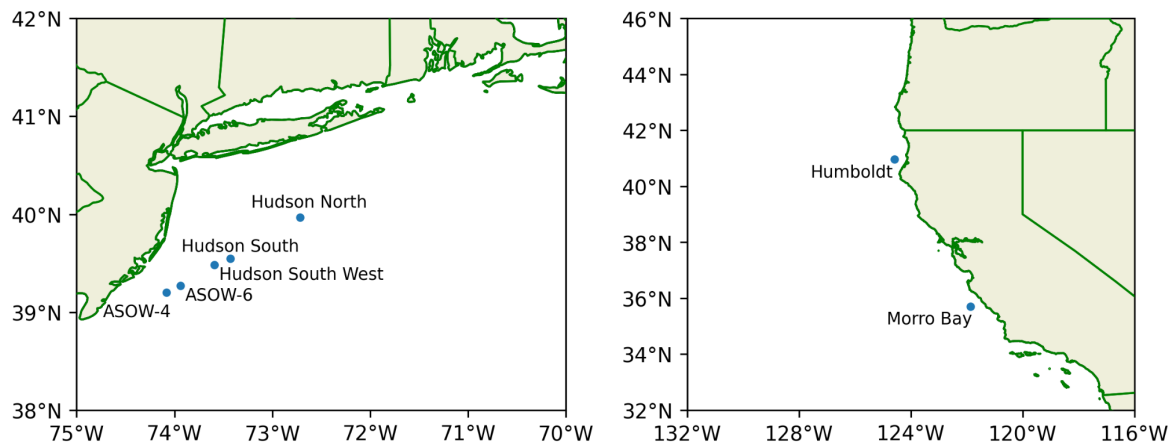 42°N
41°N
40°N
39°N
38°N
75°W
74°W
73°W
72°W
71°W
70°W
Hudson North
Hudson South
Hudson South West
ASOW-6
ASOW-4
46°N
44°N
42°N
40°N
38°N
36°N
34°N
32°N
132°W
128°W
124°W
120°W
116°W
Humboldt
Morro Bay